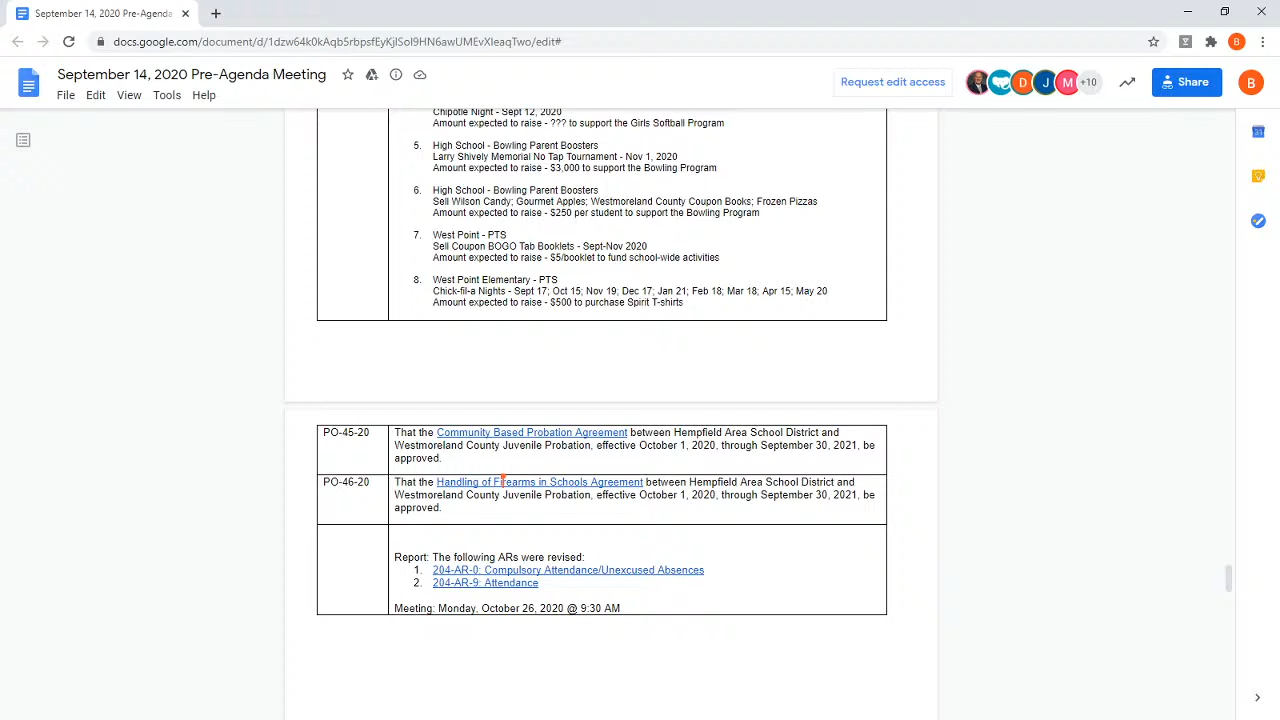 September 14, 2020 Pre-Agenda
docs.google.com/document/d/1dzw64k0kAqb5rbpsfEyKjlSol9HN6awUMEvXIeaqTwo/edit#
B
September 14, 2020 Pre-Agenda Meeting
File Edit View Tools Help
Request edit access
D J M +10
Share
B
31
Chipotle Night - Sept 12, 2020
Amount expected to raise - ??? to support the Girls Softball Program
5. High School - Bowling Parent Boosters
Larry Shively Memorial No Tap Tournament - Nov 1, 2020
Amount expected to raise - $3,000 to support the Bowling Program
6. High School - Bowling Parent Boosters
Sell Wilson Candy; Gourmet Apples; Westmoreland County Coupon Books; Frozen Pizzas
Amount expected to raise - $250 per student to support the Bowling Program
7. West Point - PTS
Sell Coupon BOGO Tab Booklets - Sept-Nov 2020
Amount expected to raise - $5/booklet to fund school-wide activities
8. West Point Elementary - PTS
Chick-fil-a Nights - Sept 17; Oct 15; Nov 19; Dec 17; Jan 21; Feb 18; Mar 18; Apr 15; May 20
Amount expected to raise - $500 to purchase Spirit T-shirts
PO-45-20 That the Community Based Probation Agreement between Hempfield Area School District and
Westmoreland County Juvenile Probation, effective October 1, 2020, through September 30, 2021, be
approved.
PO-46-20 That the Handling of Firearms in Schools Agreement between Hempfield Area School District and
Westmoreland County Juvenile Probation, effective October 1, 2020, through September 30, 2021, be
approved.
Report: The following ARs were revised:
1. 204-AR-0: Compulsory Attendance/Unexcused Absences
2. 204-AR-9: Attendance
Meeting: Monday, October 26, 2020 @ 9:30 AM